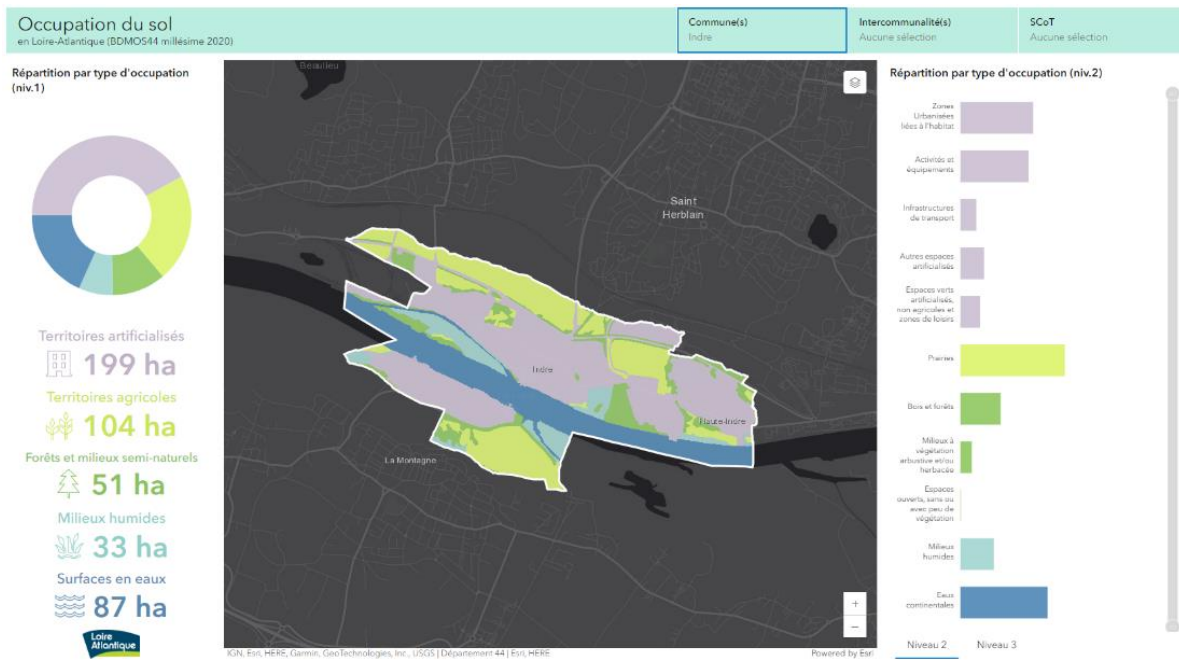 Occupation du sol
en Loire-Atlantique (BDMOS44 millésime 2020)
Commune(s)
Indre
Intercommunalité(s)
Aucune sélection
SCoT
Aucune sélection
Répartition par type d'occupation
(niv.1)
Territoires artificialisés
199 ha
Territoires agricoles
104 ha
Forêts et milieux semi-naturels
51 ha
Milieux humides
33 ha
Surfaces en eaux
87 ha
Loire
Atlantique
Beaulieu
Saint
Herblain
Indre
Haute-Indre
La Montagne
+
−
IGN, Esri, HERE, Garmin, GeoTechnologies, Inc., USGS | Département 44 | Esri, HERE
Powered by Esri
Répartition par type d'occupation (niv.2)
Zones
Urbanisées
liées à l'habitat
Activités et
équipements
Infrastructures
de transport
Autres espaces
artificialisés
Espaces verts
artificialisés,
non agricoles et
zones de loisirs
Prairies
Bois et forêts
Milieux à
végétation
arbustive et/ou
herbacée
Espaces
ouverts, sans ou
avec peu de
végétation
Milieux
humides
Eaux
continentales
Niveau 2
Niveau 3